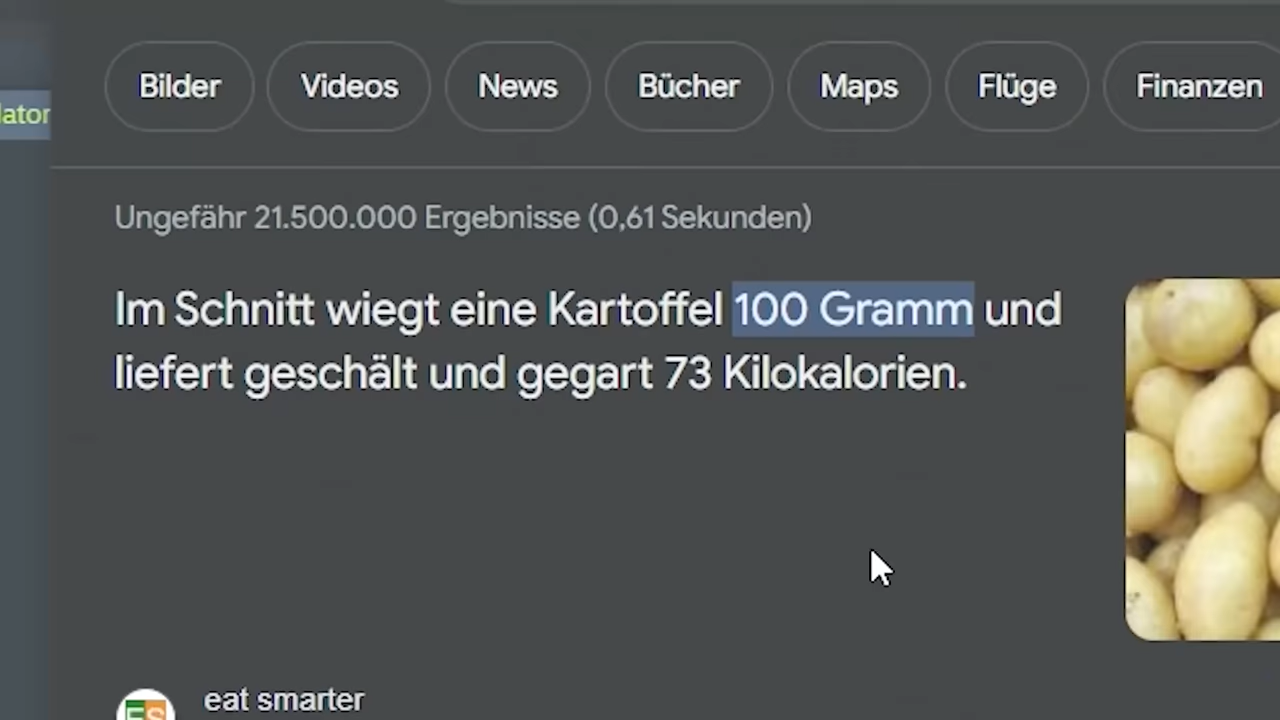 lator
Bilder Videos News Bücher Maps Flüge Finanzen
Ungefähr 21.500.000 Ergebnisse (0,61 Sekunden)
Im Schnitt wiegt eine Kartoffel 100 Gramm und
liefert geschält und gegart 73 Kilokalorien.
ES
eat smarter